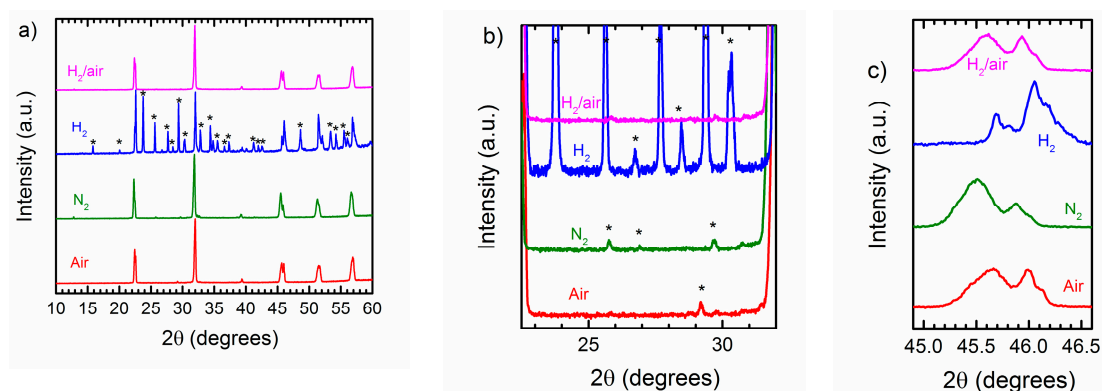 a)
Intensity (a.u.)
H₂/air
* * * * * * * * * * * * * * * * * *
H₂
N₂
Air
10 15 20 25 30 35 40 45 50 55 60
2θ (degrees)
b)
Intensity (a.u.)
* * * * * * *
H₂/air
H₂
* * *
N₂
*
Air
25 30
2θ (degrees)
c)
Intensity (a.u.)
H₂/air
H₂
N₂
Air
45.0 45.5 46.0 46.5
2θ (degrees)